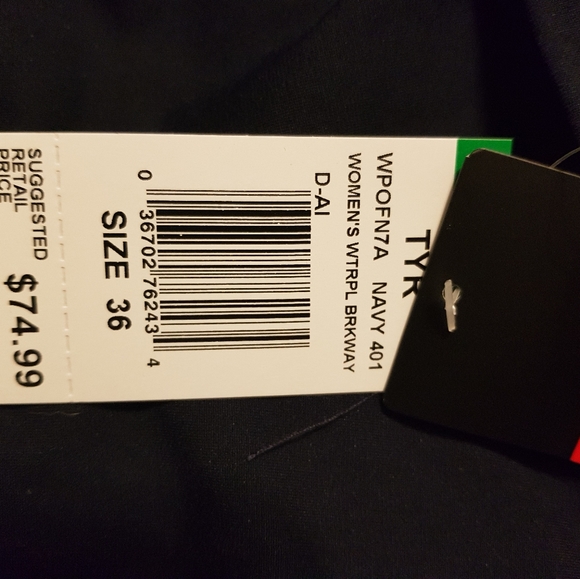 TYR
WPOFN7A NAVY 401
WOMEN'S WTRPL BRKWAY
D-AI
0 36702 76243 4
SIZE 36
SUGGESTED
RETAIL
PRICE
$74.99